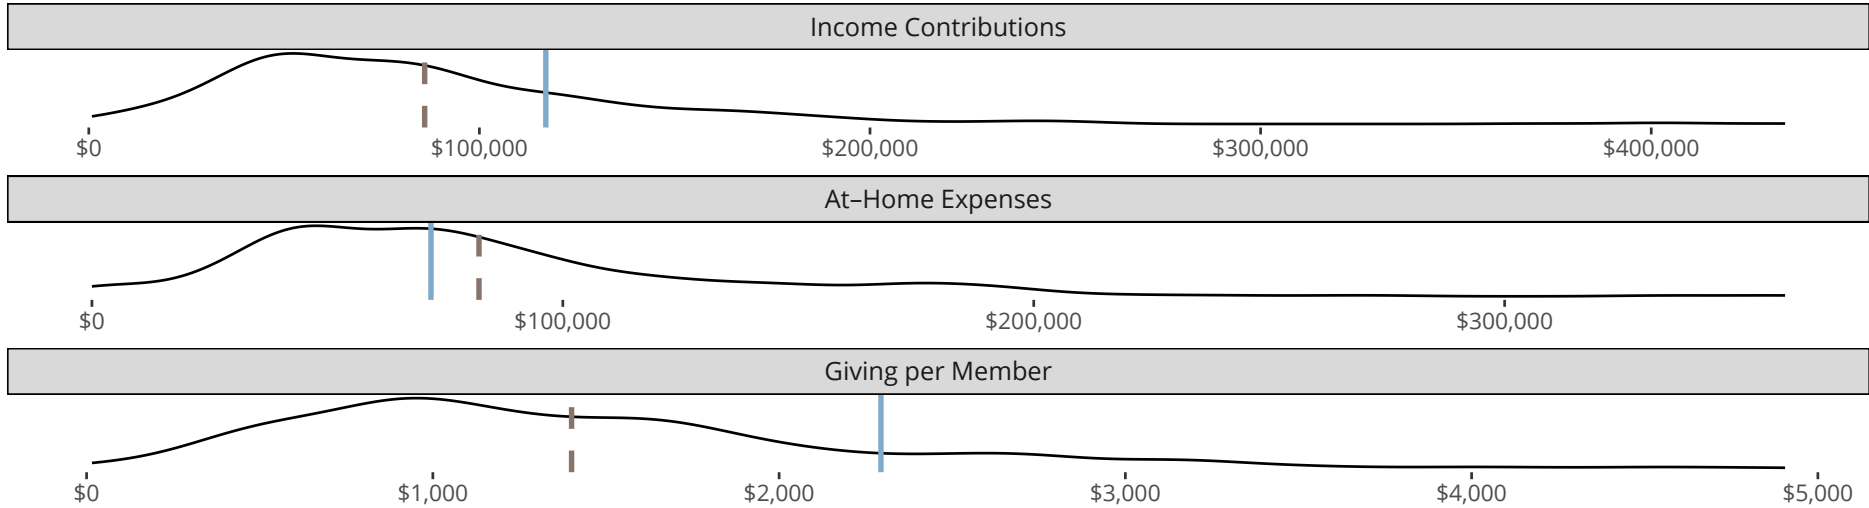 Income Contributions
$0 $100,000 $200,000 $300,000 $400,000
At–Home Expenses
$0 $100,000 $200,000 $300,000
Giving per Member
$0 $1,000 $2,000 $3,000 $4,000 $5,000